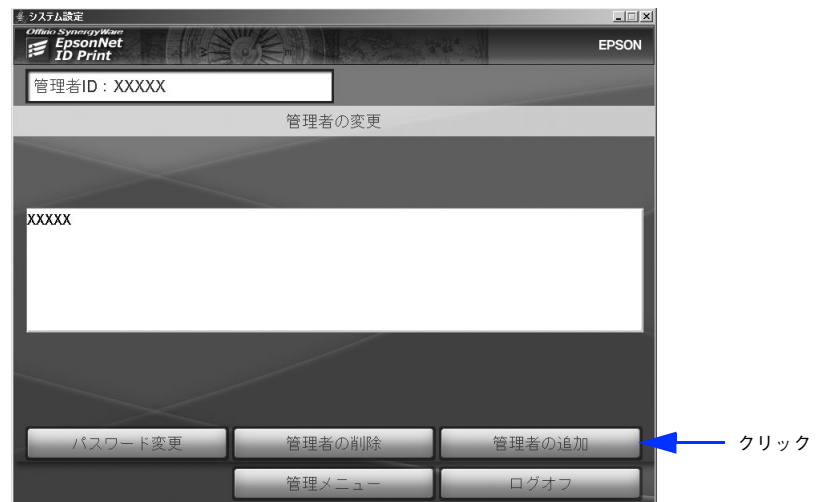 システム設定
Offirio SynergyWare
EpsonNet
ID Print
EPSON
管理者ID：XXXXX
管理者の変更
XXXXX
パスワード変更 管理者の削除 管理者の追加 クリック
管理メニュー ログオフ